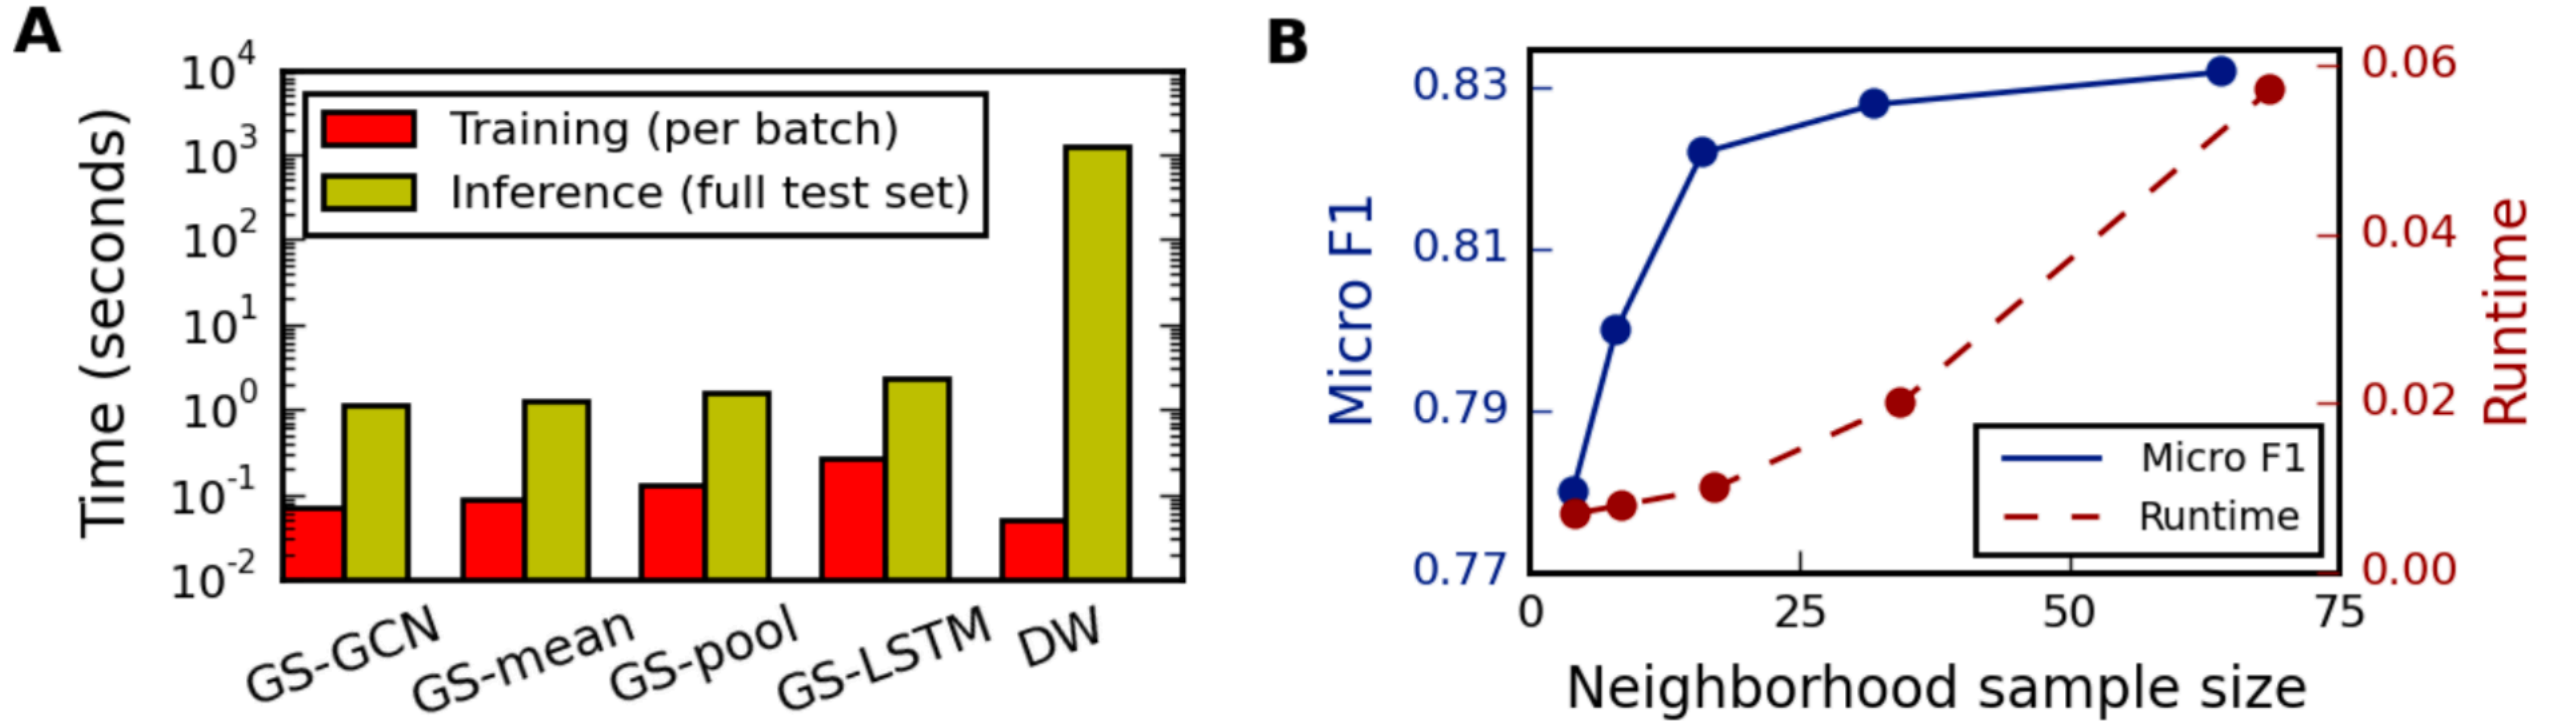 A
Time (seconds)
10^4
10^3
10^2
10^1
10^0
10^-1
10^-2
Training (per batch)
Inference (full test set)
GS-GCN
GS-mean
GS-pool
GS-LSTM
DW
B
Micro F1
0.83
0.81
0.79
0.77
0.06
0.04
0.02
0.00
Runtime
Micro F1
Runtime
0 25 50 75
Neighborhood sample size